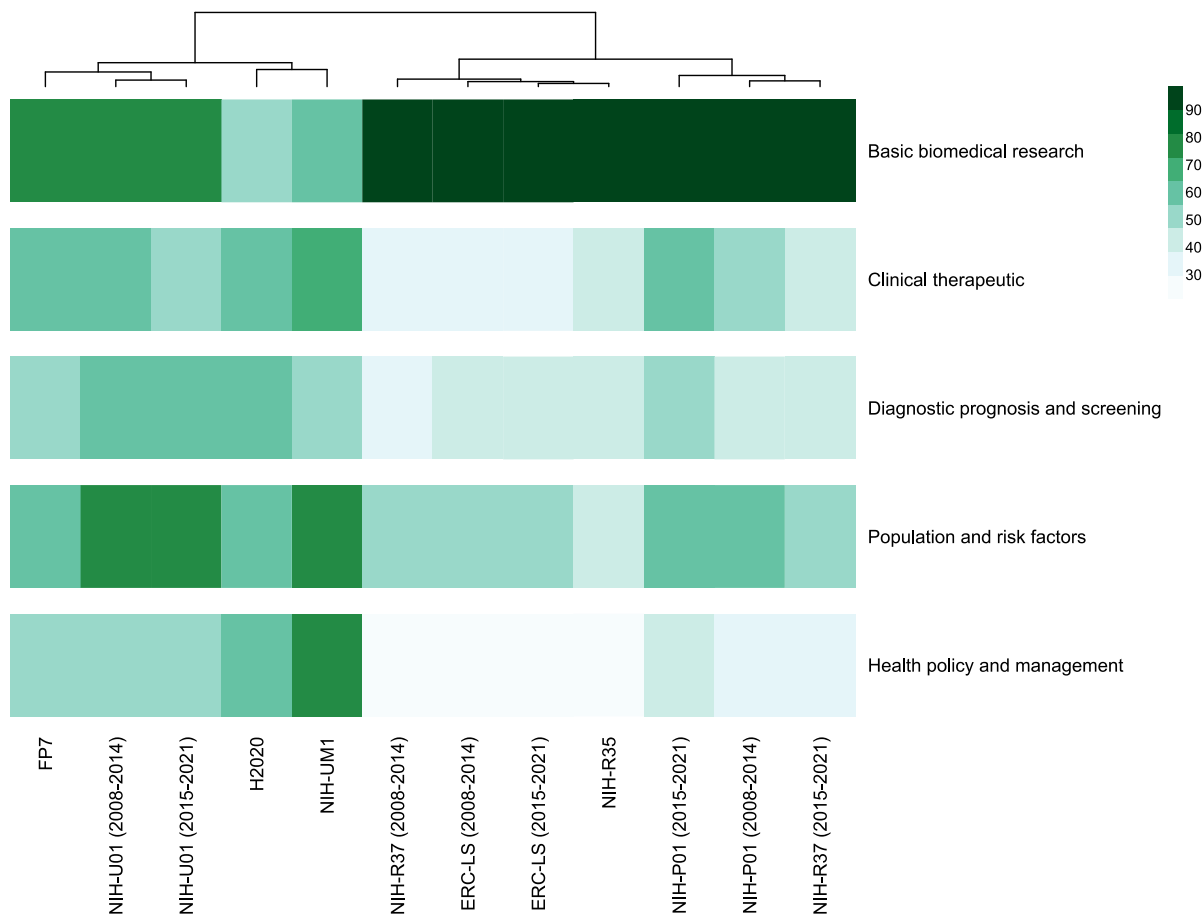 Basic biomedical research
Clinical therapeutic
Diagnostic prognosis and screening
Population and risk factors
Health policy and management
90
80
70
60
50
40
30
FP7
NIH-U01 (2008-2014)
NIH-U01 (2015-2021)
H2020
NIH-UM1
NIH-R37 (2008-2014)
ERC-LS (2008-2014)
ERC-LS (2015-2021)
NIH-R35
NIH-P01 (2015-2021)
NIH-P01 (2008-2014)
NIH-R37 (2015-2021)